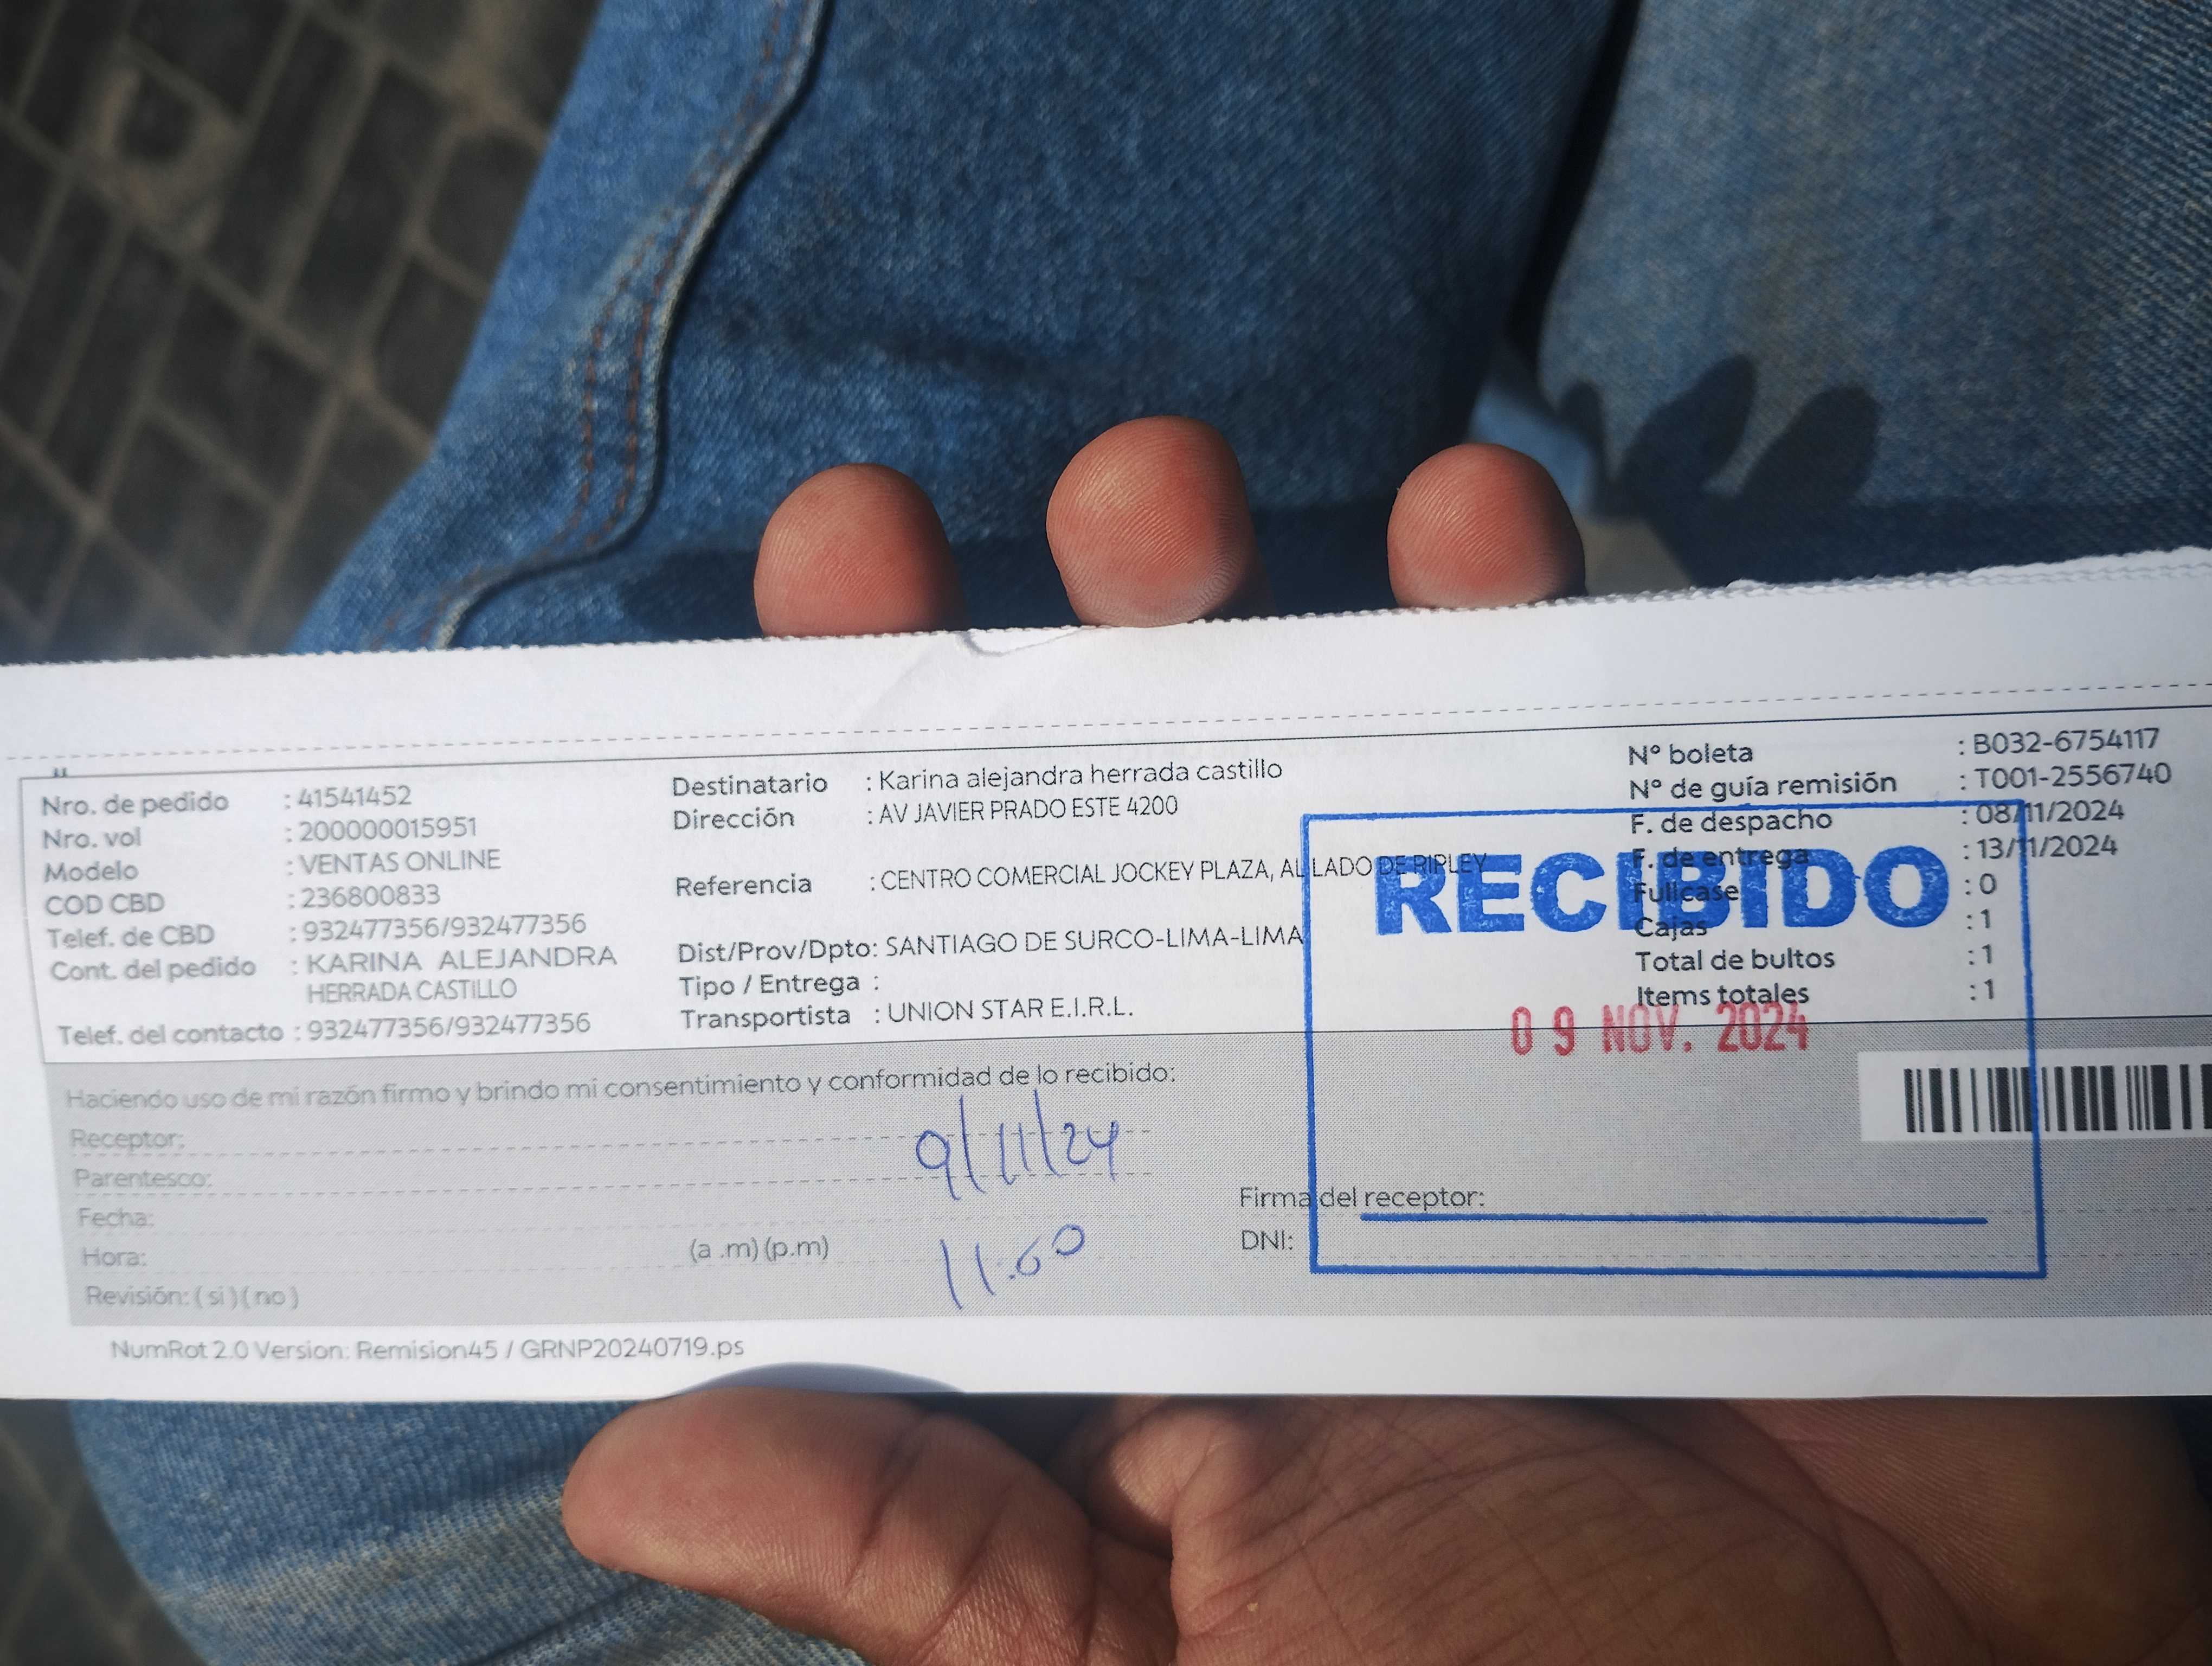 Nro. de pedido : 41541452
Nro. vol : 200000015951
Modelo : VENTAS ONLINE
COD CBD : 236800833
Telef. de CBD : 932477356/932477356
Cont. del pedido : KARINA ALEJANDRA
HERRADA CASTILLO
Telef. del contacto : 932477356/932477356
Destinatario : Karina alejandra herrada castillo
Dirección : AV JAVIER PRADO ESTE 4200
Referencia : CENTRO COMERCIAL JOCKEY PLAZA, AL LADO DE RIPLEY
Dist/Prov/Dpto: SANTIAGO DE SURCO-LIMA-LIMA
Tipo / Entrega :
Transportista : UNION STAR E.I.R.L.
N° boleta : B032-6754117
N° de guía remisión : T001-2556740
F. de despacho : 08/11/2024
F. de entrega : 13/11/2024
Fullcase : 0
Cajas : 1
Total de bultos : 1
Items totales : 1
RECIBIDO
09 NOV. 2024
Haciendo uso de mi razón firmo y brindo mi consentimiento y conformidad de lo recibido:
Receptor:
Parentesco: 9/11/24
Fecha:
Hora: (a .m) (p.m) 11:60
Revisión: ( si ) ( no )
Firma del receptor:
DNI:
NumRot 2.0 Version: Remision45 / GRNP20240719.ps